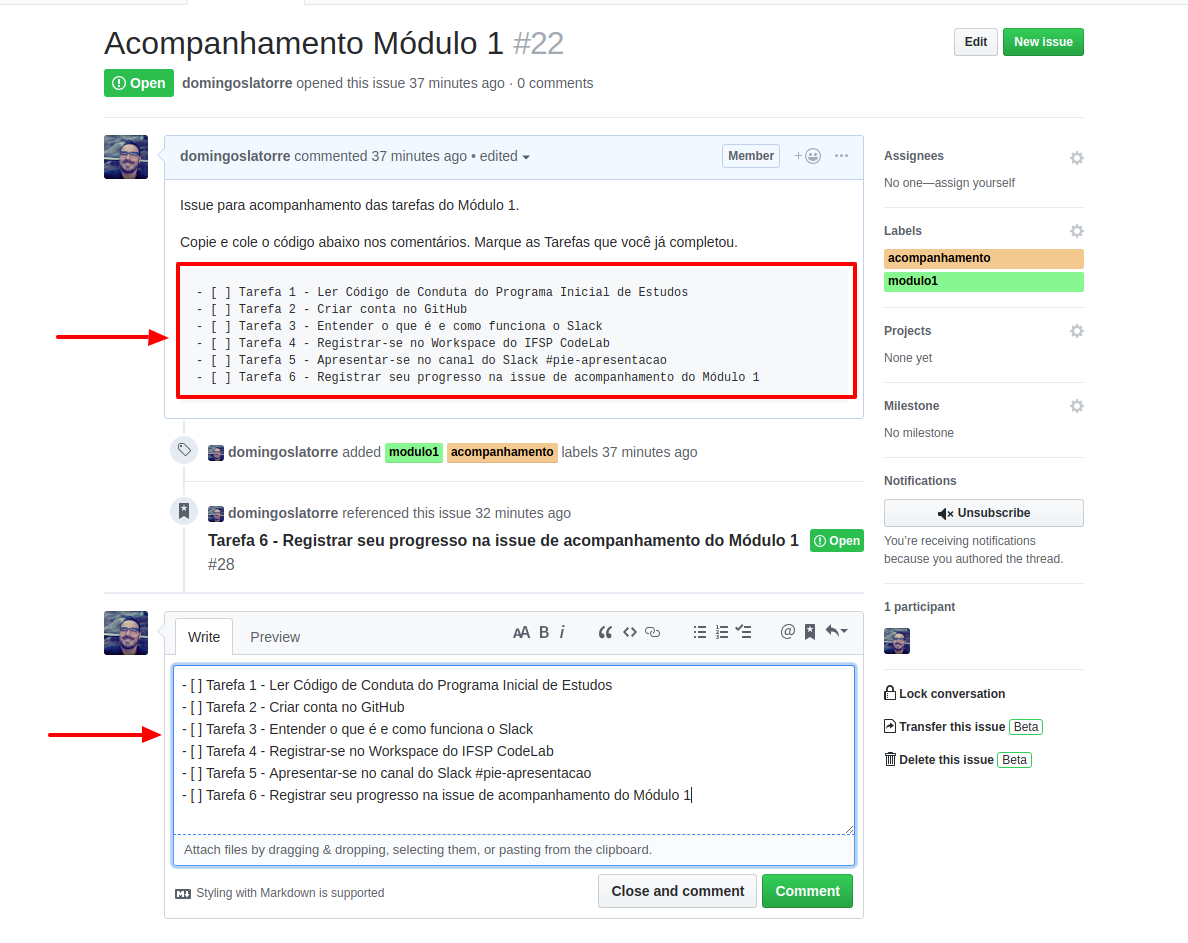 Acompanhamento Módulo 1 #22
Edit
New issue
Open
domingoslatorre opened this issue 37 minutes ago · 0 comments
domingoslatorre commented 37 minutes ago • edited
Member
Issue para acompanhamento das tarefas do Módulo 1.
Copie e cole o código abaixo nos comentários. Marque as Tarefas que você já completou.
- [ ] Tarefa 1 - Ler Código de Conduta do Programa Inicial de Estudos
- [ ] Tarefa 2 - Criar conta no GitHub
- [ ] Tarefa 3 - Entender o que é e como funciona o Slack
- [ ] Tarefa 4 - Registrar-se no Workspace do IFSP CodeLab
- [ ] Tarefa 5 - Apresentar-se no canal do Slack #pie-apresentacao
- [ ] Tarefa 6 - Registrar seu progresso na issue de acompanhamento do Módulo 1
domingoslatorre added modulo1 acompanhamento labels 37 minutes ago
domingoslatorre referenced this issue 32 minutes ago
Tarefa 6 - Registrar seu progresso na issue de acompanhamento do Módulo 1
#28
Open
Write
Preview
- [ ] Tarefa 1 - Ler Código de Conduta do Programa Inicial de Estudos
- [ ] Tarefa 2 - Criar conta no GitHub
- [ ] Tarefa 3 - Entender o que é e como funciona o Slack
- [ ] Tarefa 4 - Registrar-se no Workspace do IFSP CodeLab
- [ ] Tarefa 5 - Apresentar-se no canal do Slack #pie-apresentacao
- [ ] Tarefa 6 - Registrar seu progresso na issue de acompanhamento do Módulo 1
Attach files by dragging & dropping, selecting them, or pasting from the clipboard.
Styling with Markdown is supported
Close and comment
Comment
Assignees
No one—assign yourself
Labels
acompanhamento
modulo1
Projects
None yet
Milestone
No milestone
Notifications
Unsubscribe
You're receiving notifications
because you authored the thread.
1 participant
Lock conversation
Transfer this issue Beta
Delete this issue Beta